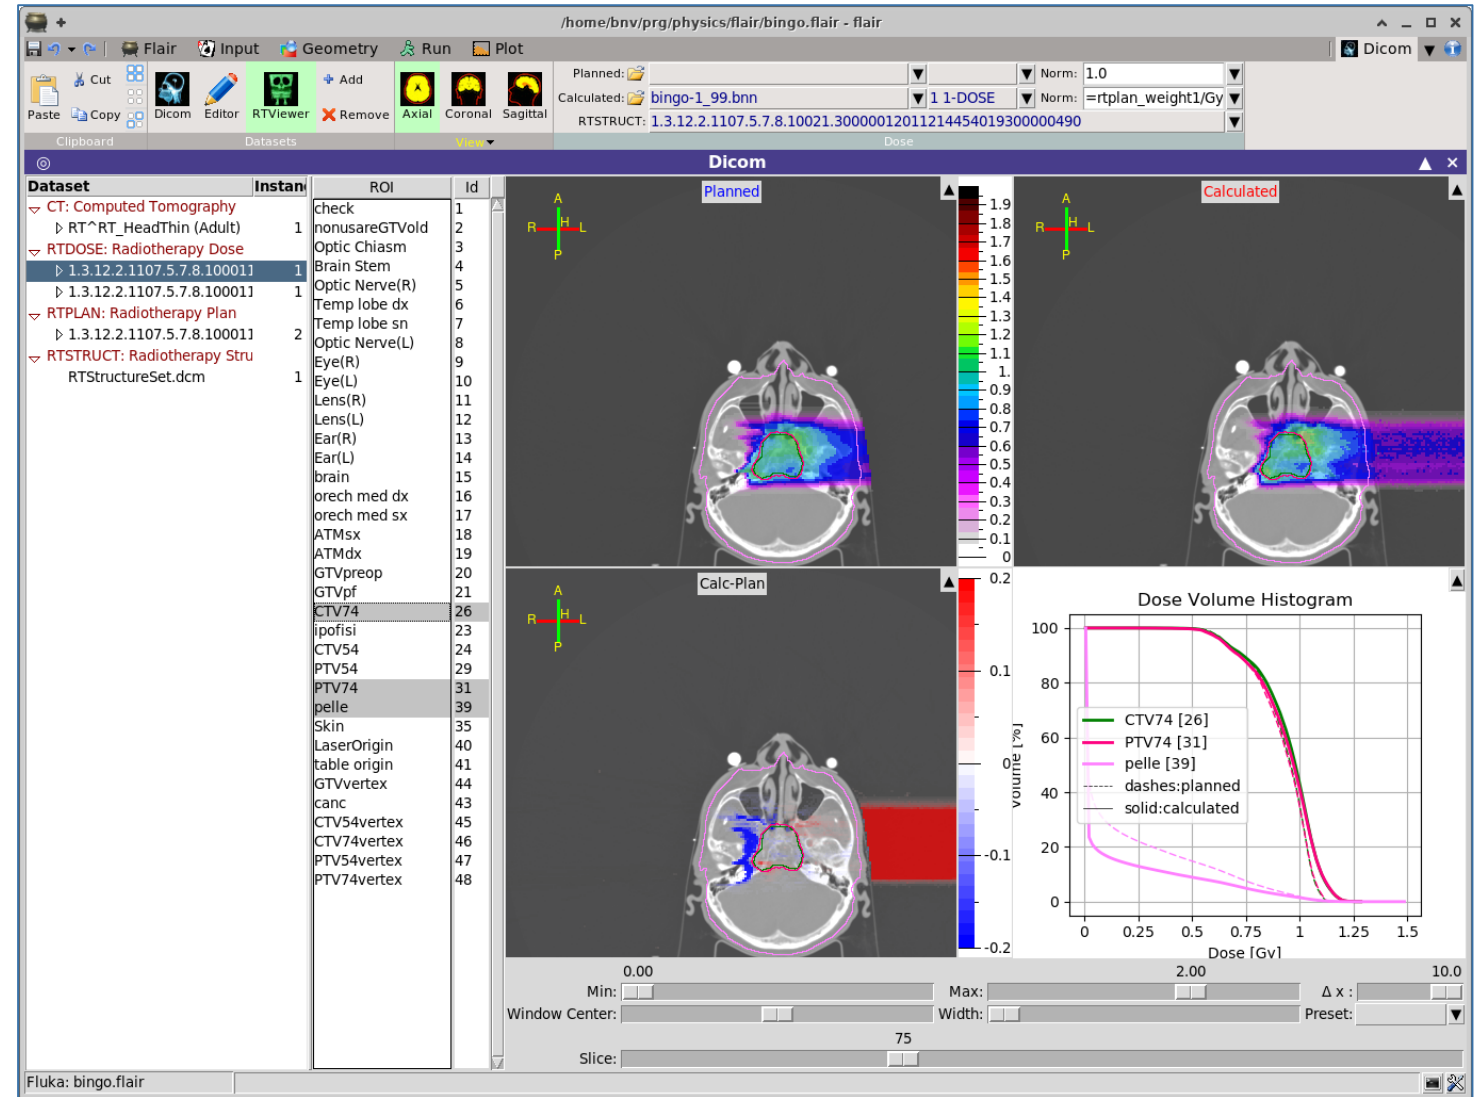 /home/bnv/prg/physics/flair/bingo.flair - flair
Flair Input Geometry Run Plot Dicom
Paste Cut Copy
Clipboard
Dicom Editor RTViewer Add Remove
Datasets
Axial Coronal Sagittal
View
Planned: Norm: 1.0
Calculated: bingo-1_99.bnn 1 1-DOSE Norm: =rtplan_weight1/Gy
RTSTRUCT: 1.3.12.2.1107.5.7.8.10021.30000012011214454019300000490
Dose
Dicom
Dataset Instan
CT: Computed Tomography
RT^RT_HeadThin (Adult) 1
RTDOSE: Radiotherapy Dose
1.3.12.2.1107.5.7.8.100011 1
1.3.12.2.1107.5.7.8.100011 1
RTPLAN: Radiotherapy Plan
1.3.12.2.1107.5.7.8.100011 2
RTSTRUCT: Radiotherapy Stru
RTStructureSet.dcm 1
ROI Id
check 1
nonusareGTVold 2
Optic Chiasm 3
Brain Stem 4
Optic Nerve(R) 5
Temp lobe dx 6
Temp lobe sn 7
Optic Nerve(L) 8
Eye(R) 9
Eye(L) 10
Lens(R) 11
Lens(L) 12
Ear(R) 13
Ear(L) 14
brain 15
orech med dx 16
orech med sx 17
ATMsx 18
ATMdx 19
GTVpreop 20
GTVpf 21
CTV74 26
ipofisi 23
CTV54 24
PTV54 29
PTV74 31
pelle 39
Skin 35
LaserOrigin 40
table origin 41
GTVvertex 44
canc 43
CTV54vertex 45
CTV74vertex 46
PTV54vertex 47
PTV74vertex 48
Planned
A
R H L
P
1.9
1.8
1.7
1.6
1.5
1.4
1.3
1.2
1.1
1.
0.9
0.8
0.7
0.6
0.5
0.4
0.3
0.2
0.1
0
Calculated
A
R H L
P
Calc-Plan
A
R H L
P
0.2
0.1
0
-0.1
-0.2
Dose Volume Histogram
Volume [%]
100
80
60
40
20
0
CTV74 [26]
PTV74 [31]
pelle [39]
dashes:planned
solid:calculated
0 0.25 0.5 0.75 1 1.25 1.5
Dose [Gy]
0.00 2.00 10.0
Min: Max: Δ x :
Window Center: Width: Preset:
75
Slice:
Fluka: bingo.flair